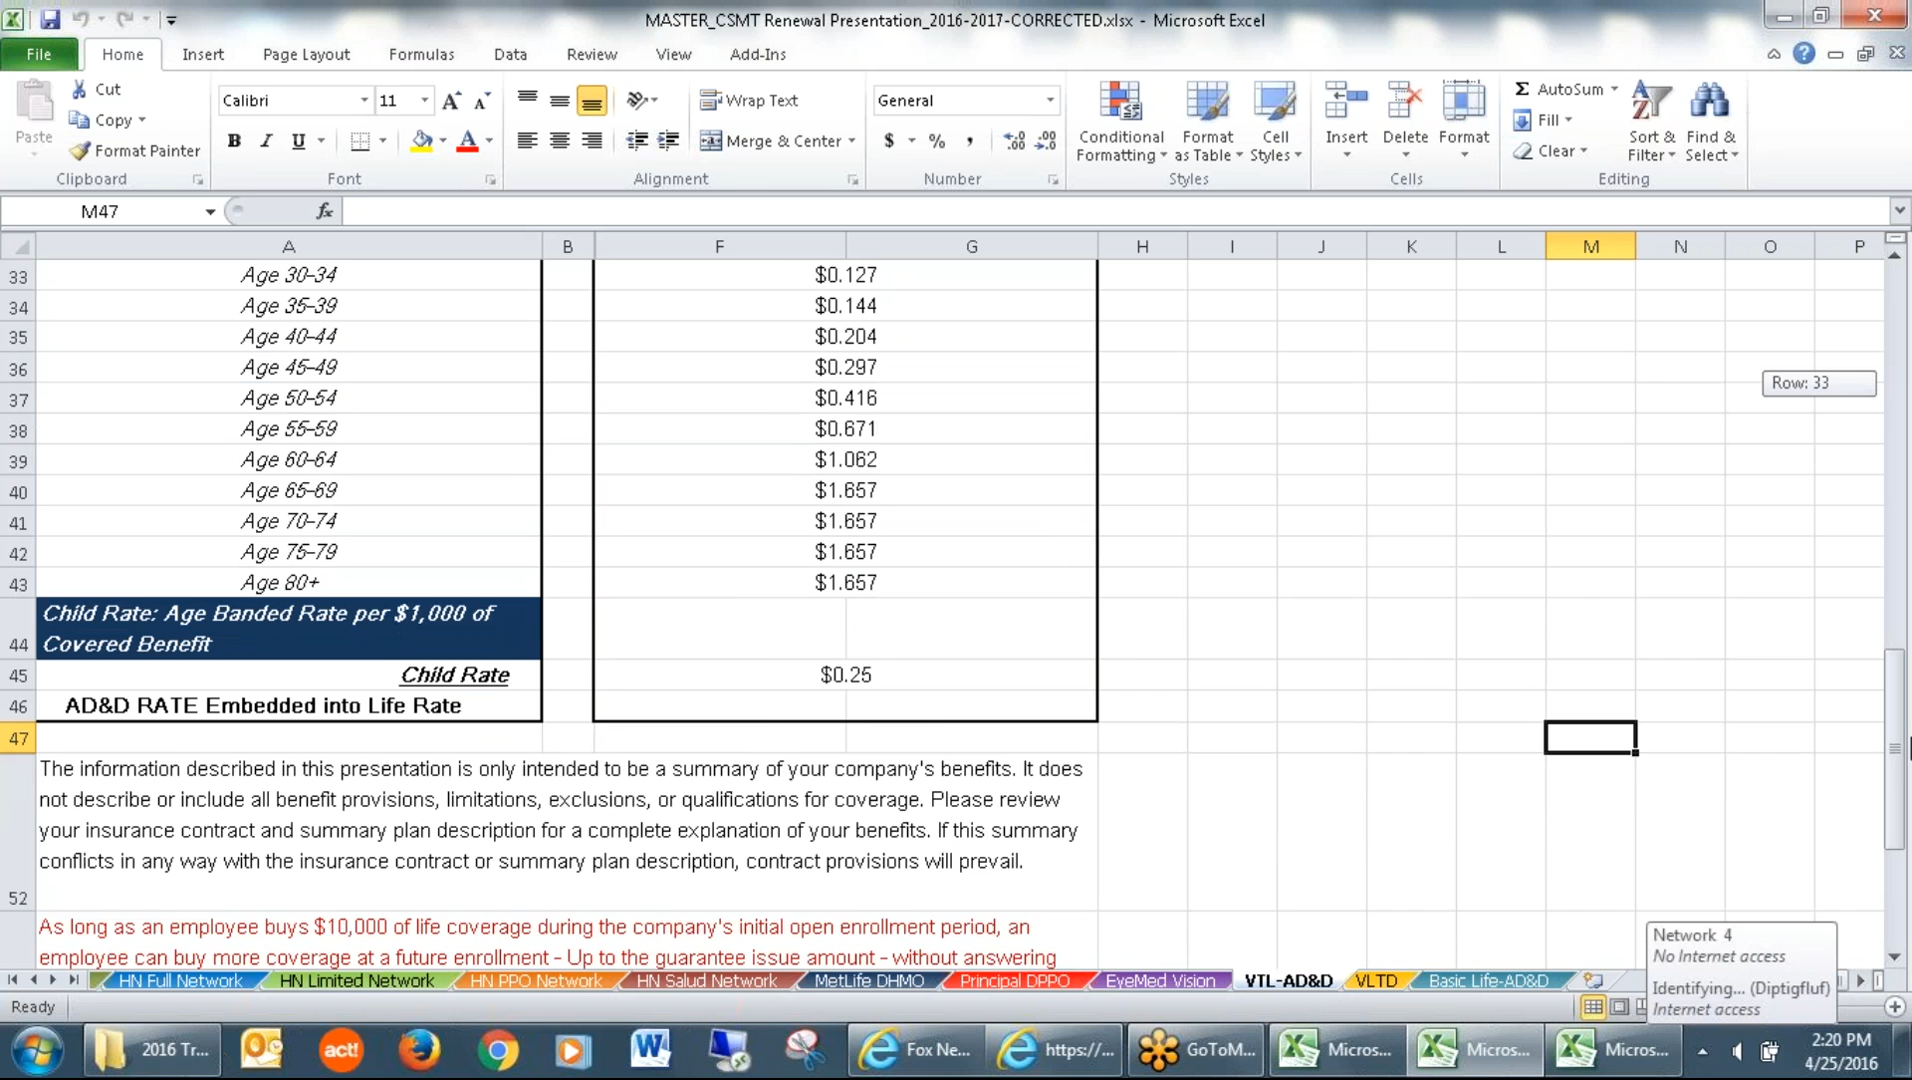 MASTER_CSMT Renewal Presentation_2016-2017-CORRECTED.xlsx - Microsoft Excel
File Home Insert Page Layout Formulas Data Review View Add-Ins
Paste
Cut
Copy
Format Painter
Clipboard
Calibri 11
B I U
Font
Wrap Text
Merge & Center
Alignment
General
$ % ,
Number
Conditional Formatting
Format as Table
Cell Styles
Styles
Insert Delete Format
Cells
AutoSum
Fill
Clear
Sort & Filter
Find & Select
Editing
M47 fx
A B F G H I J K L M N O P
33 Age 30-34 $0.127
34 Age 35-39 $0.144
35 Age 40-44 $0.204
36 Age 45-49 $0.297
37 Age 50-54 $0.416
38 Age 55-59 $0.671
39 Age 60-64 $1.062
40 Age 65-69 $1.657
41 Age 70-74 $1.657
42 Age 75-79 $1.657
43 Age 80+ $1.657
Row: 33
Child Rate: Age Banded Rate per $1,000 of
44 Covered Benefit
45 Child Rate $0.25
46 AD&D RATE Embedded into Life Rate
47
The information described in this presentation is only intended to be a summary of your company's benefits. It does
not describe or include all benefit provisions, limitations, exclusions, or qualifications for coverage. Please review
your insurance contract and summary plan description for a complete explanation of your benefits. If this summary
conflicts in any way with the insurance contract or summary plan description, contract provisions will prevail.
52
As long as an employee buys $10,000 of life coverage during the company's initial open enrollment period, an
employee can buy more coverage at a future enrollment - Up to the guarantee issue amount - without answering
Network 4
No Internet access
Identifying... (Diptigfluf)
Internet access
HN Full Network HN Limited Network HN PPO Network HN Salud Network MetLife DHMO Principal DPPO EyeMed Vision VTL-AD&D VLTD Basic Life-AD&D
Ready
2016 Tr... act! Fox Ne... https://... GoToM... Micros... Micros... Micros...
2:20 PM
4/25/2016